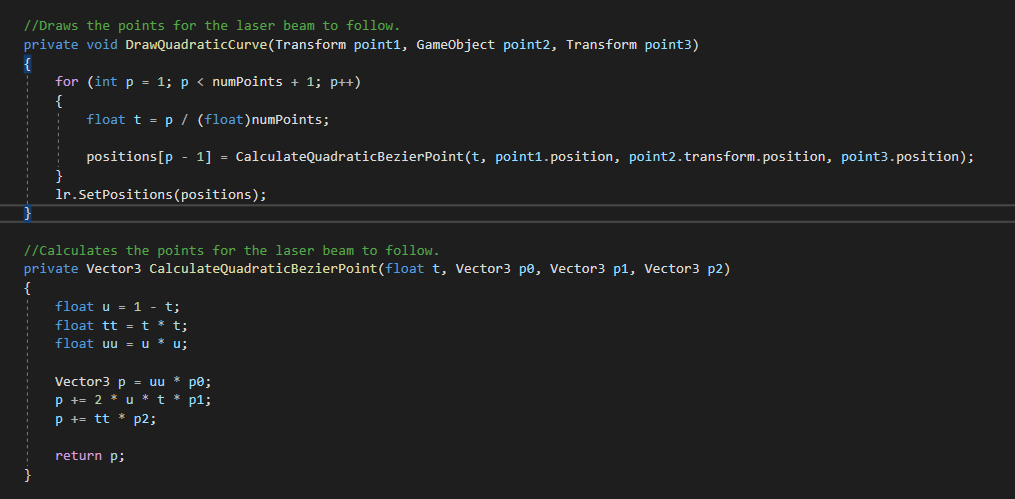 //Draws the points for the laser beam to follow.
private void DrawQuadraticCurve(Transform point1, GameObject point2, Transform point3)
{
for (int p = 1; p < numPoints + 1; p++)
{
float t = p / (float)numPoints;
positions[p - 1] = CalculateQuadraticBezierPoint(t, point1.position, point2.transform.position, point3.position);
}
lr.SetPositions(positions);
}
//Calculates the points for the laser beam to follow.
private Vector3 CalculateQuadraticBezierPoint(float t, Vector3 p0, Vector3 p1, Vector3 p2)
{
float u = 1 - t;
float tt = t * t;
float uu = u * u;
Vector3 p = uu * p0;
p += 2 * u * t * p1;
p += tt * p2;
return p;
}